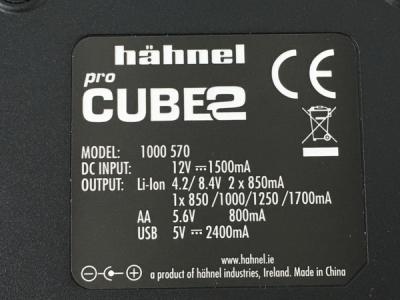 hähnel
pro
CUBE2
CE
MODEL: 1000 570
DC INPUT: 12V ⎓ 1500mA
OUTPUT: Li-Ion 4.2/ 8.4V 2 x 850mA
1x 850 /1000/1250 /1700mA
AA 5.6V 800mA
USB 5V ⎓ 2400mA
www.hahnel.ie
a product of hähnel industries, Ireland. Made in China